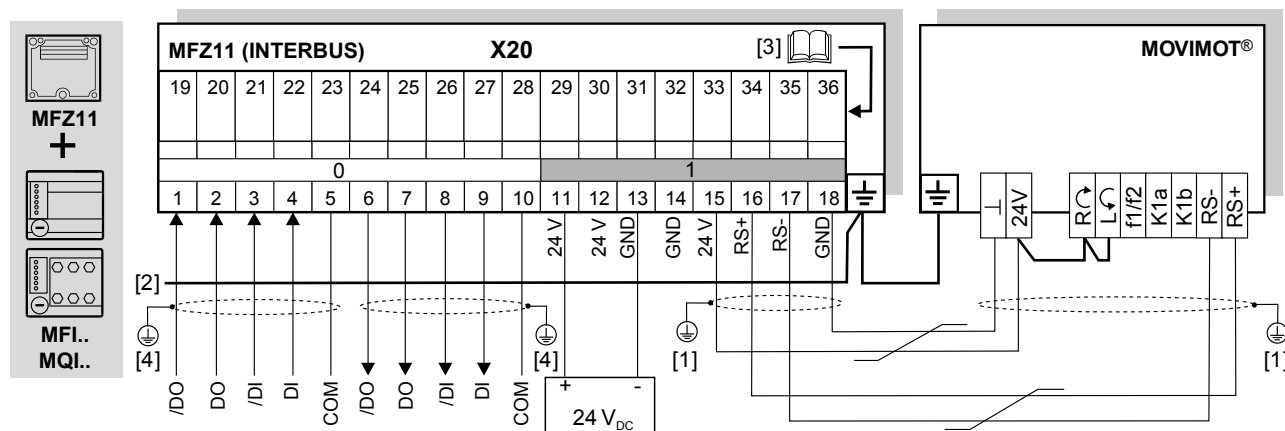 MFZ11 (INTERBUS) X20 [3] MOVIMOT®
19 20 21 22 23 24 25 26 27 28 29 30 31 32 33 34 35 36
MFZ11
+
0 1
1 2 3 4 5 6 7 8 9 10 11 12 13 14 15 16 17 18
24 V 24 V GND GND 24 V RS+ RS- GND
⊥ 24V R L f1/f2 K1a K1b RS- RS+
[2]
MFI..
MQI..
[4] [4] [1] [1]
/DO DO /DI DI COM /DO DO /DI DI COM
+ -
24 VDC